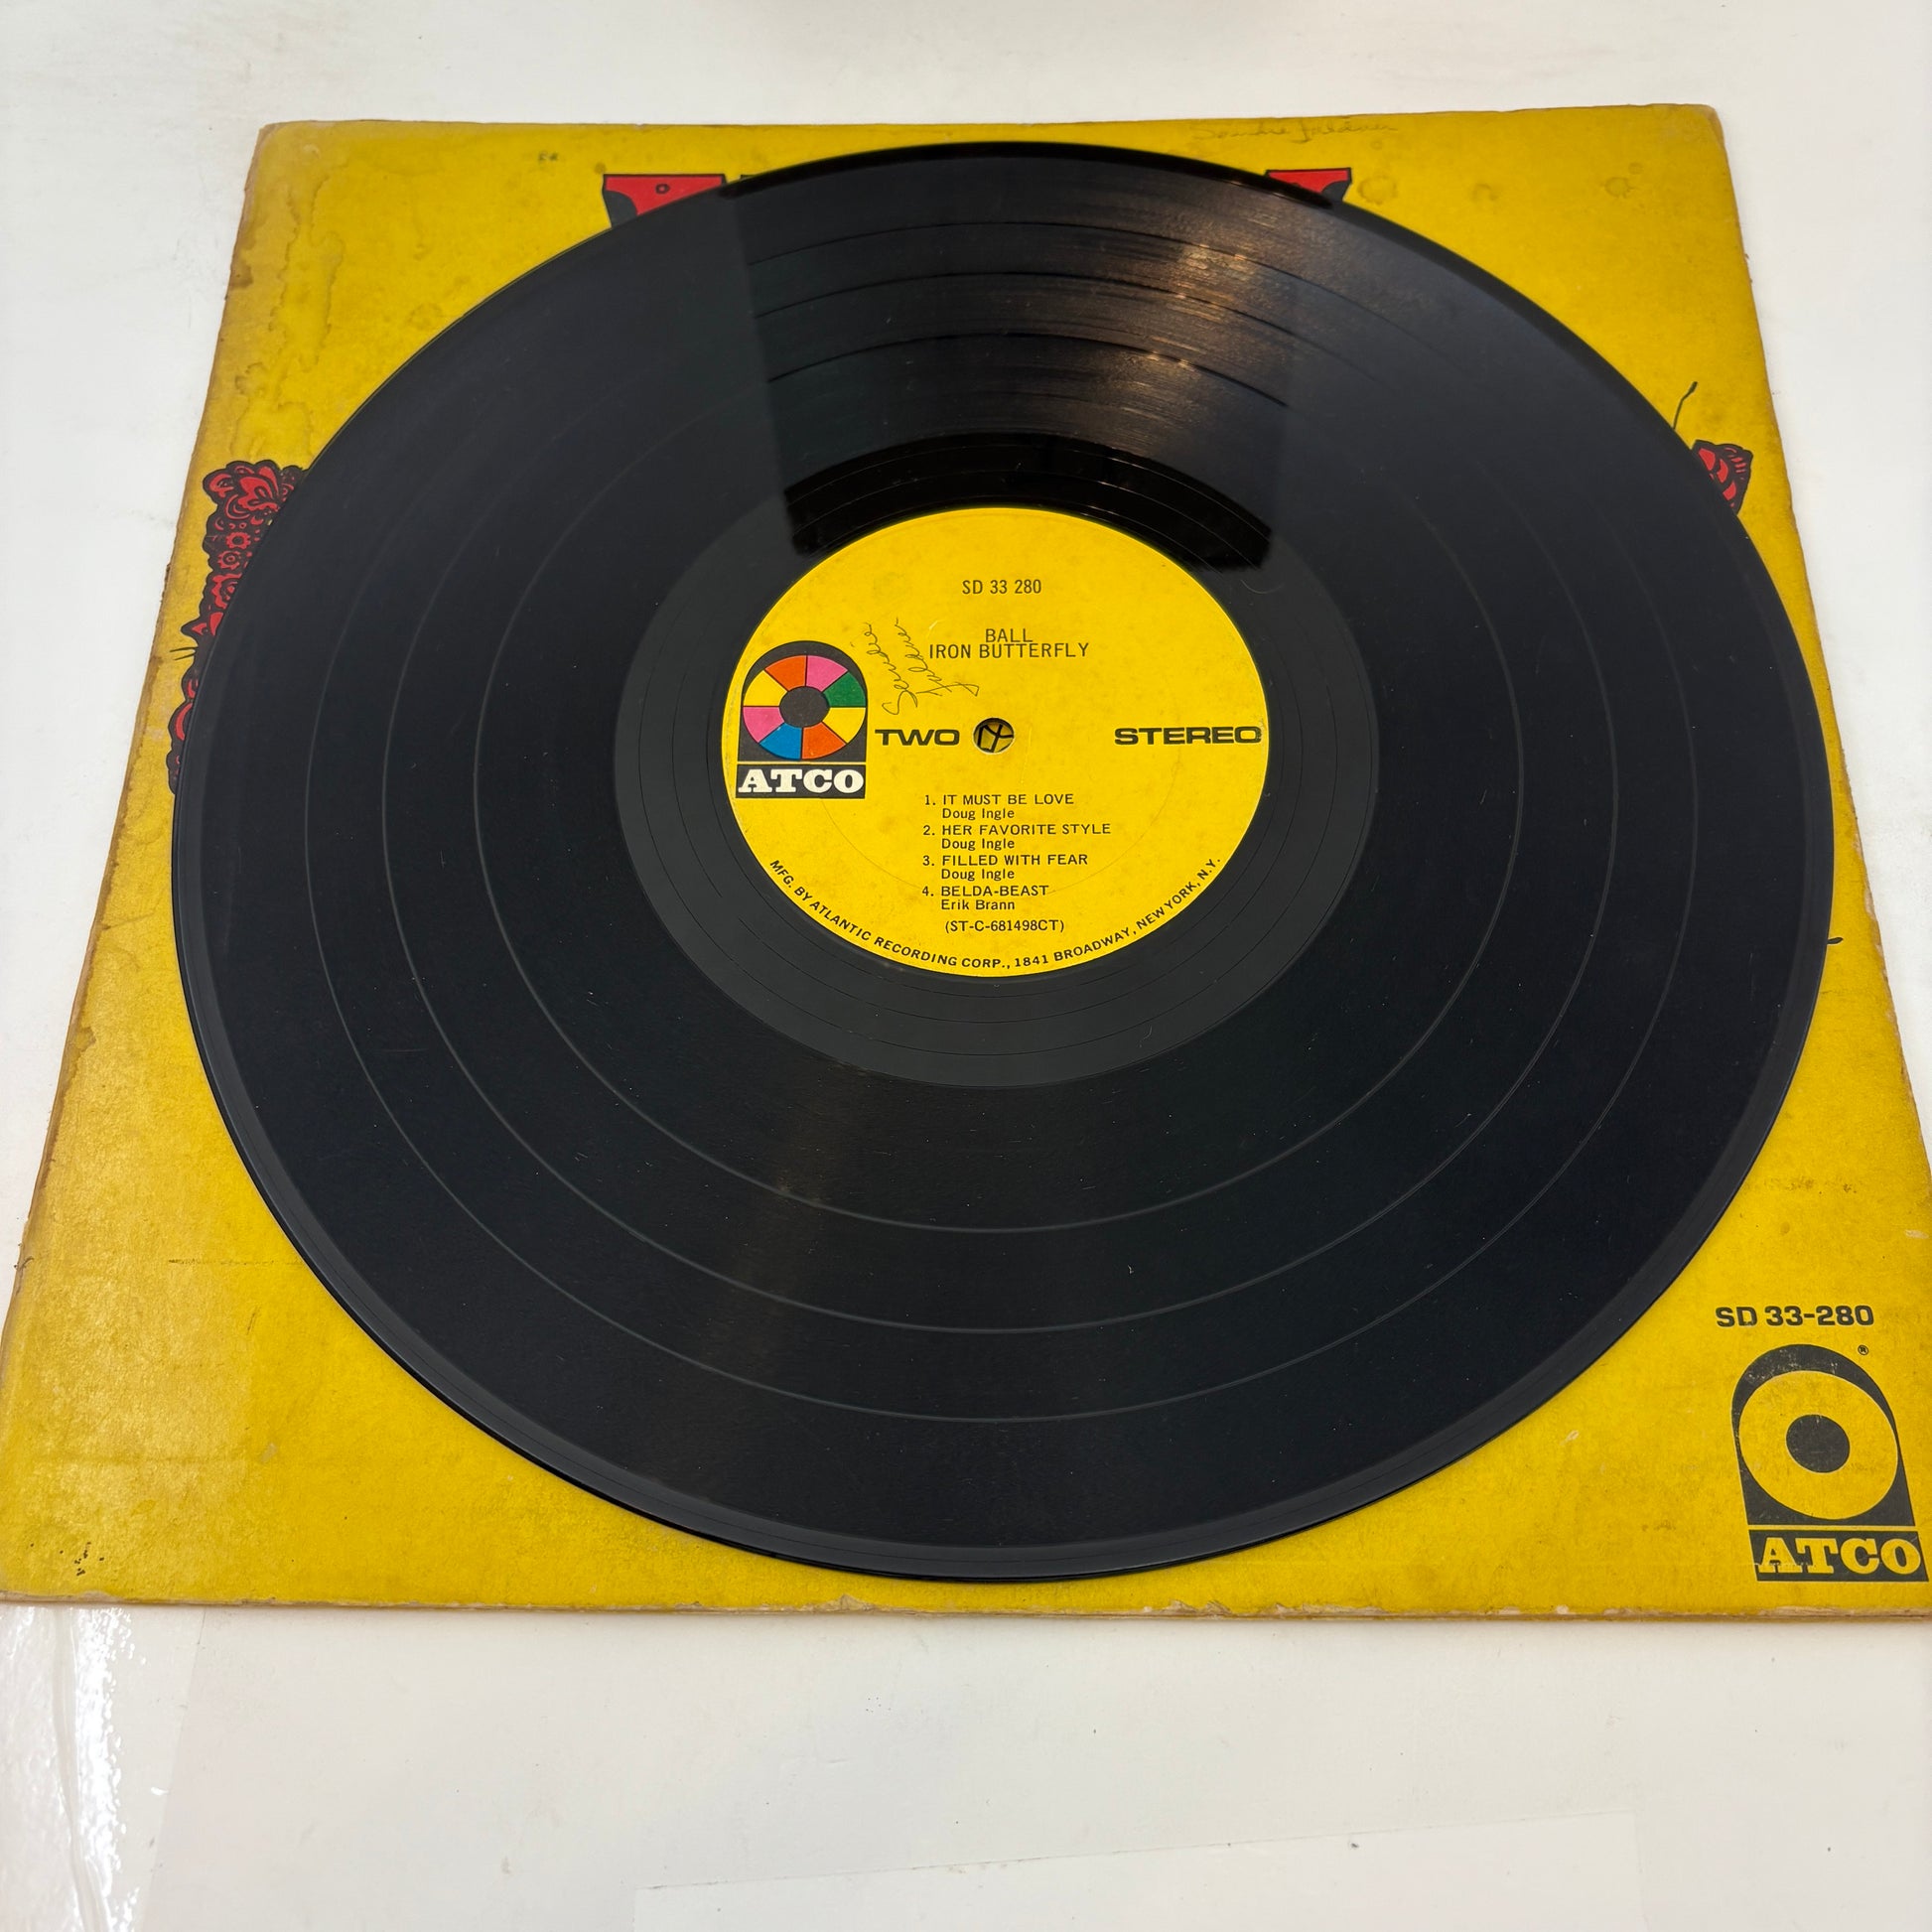 SD 33 280
BALL
IRON BUTTERFLY
ATCO
TWO
STEREO
1. IT MUST BE LOVE
Doug Ingle
2. HER FAVORITE STYLE
Doug Ingle
3. FILLED WITH FEAR
Doug Ingle
4. BELDA-BEAST
Erik Brann
(ST-C-681498CT)
MFG. BY ATLANTIC RECORDING CORP., 1841 BROADWAY, NEW YORK, N.Y.
SD 33-280
®
ATCO